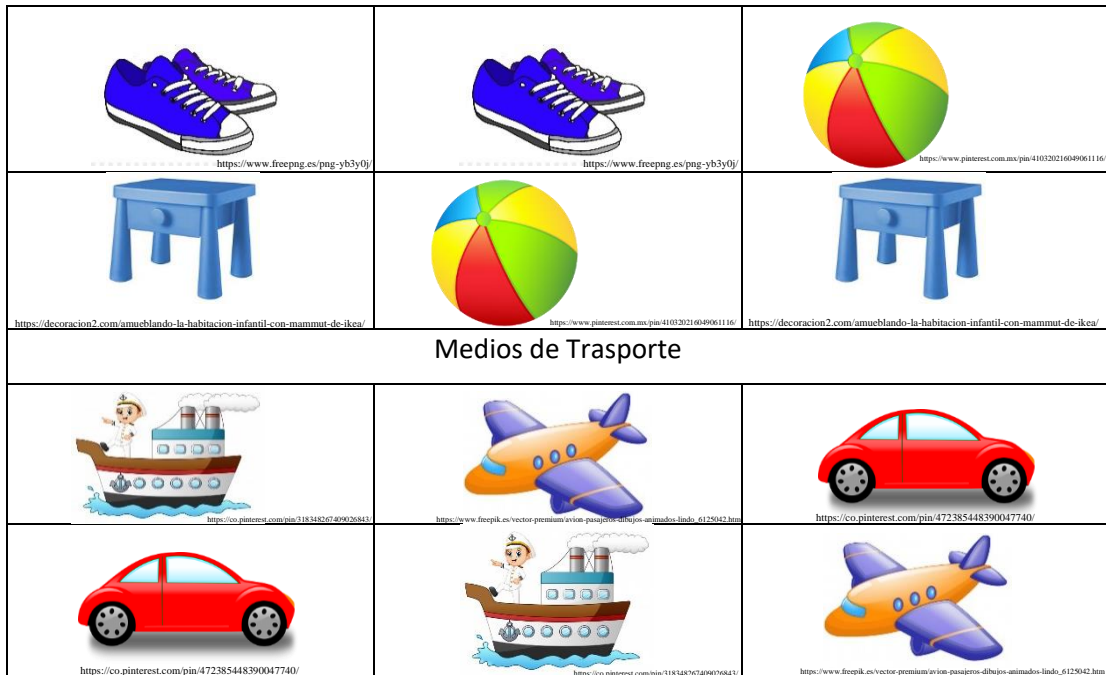 https://www.freepng.es/png-yb3y0j/
https://www.freepng.es/png-yb3y0j/
https://www.pinterest.com.mx/pin/410320216049061116/
https://decoracion2.com/amueblando-la-habitacion-infantil-con-mammut-de-ikea/
https://www.pinterest.com.mx/pin/410320216049061116/
https://decoracion2.com/amueblando-la-habitacion-infantil-con-mammut-de-ikea/
Medios de Trasporte
https://co.pinterest.com/pin/318348267409026843/
https://www.freepik.es/vector-premium/avion-pasajeros-dibujos-animados-lindo_6125042.htm
https://co.pinterest.com/pin/472385448390047740/
https://co.pinterest.com/pin/472385448390047740/
https://co.pinterest.com/pin/318348267409026843/
https://www.freepik.es/vector-premium/avion-pasajeros-dibujos-animados-lindo_6125042.htm